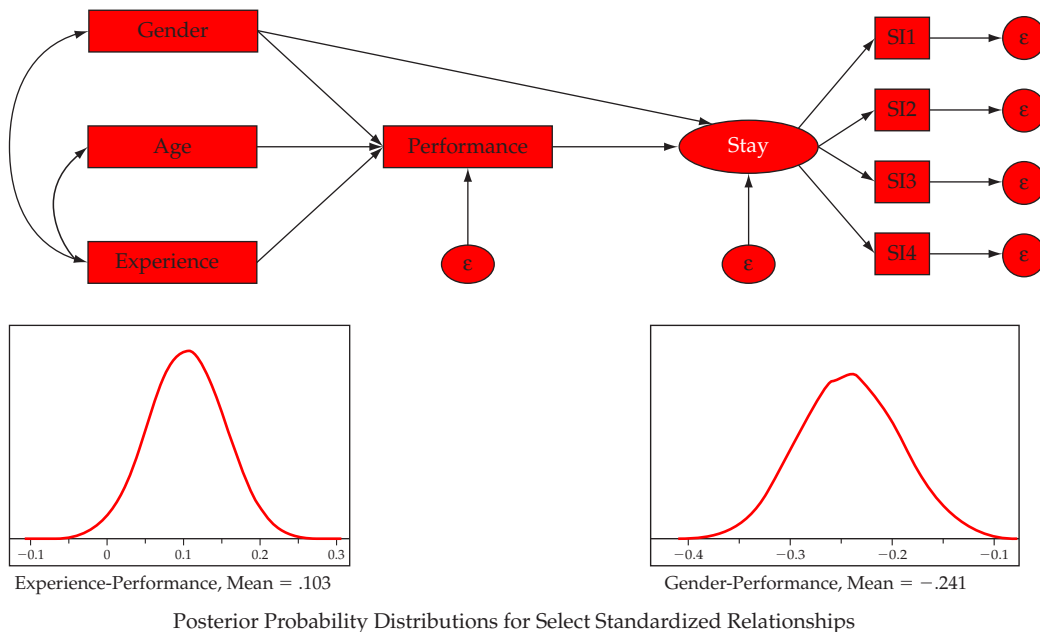 Gender
Age
Experience
Performance
Stay
SI1
SI2
SI3
SI4
ε
ε
ε
ε
ε
ε
−0.1 0 0.1 0.2 0.3
Experience-Performance, Mean = .103
−0.4 −0.3 −0.2 −0.1
Gender-Performance, Mean = −.241
Posterior Probability Distributions for Select Standardized Relationships